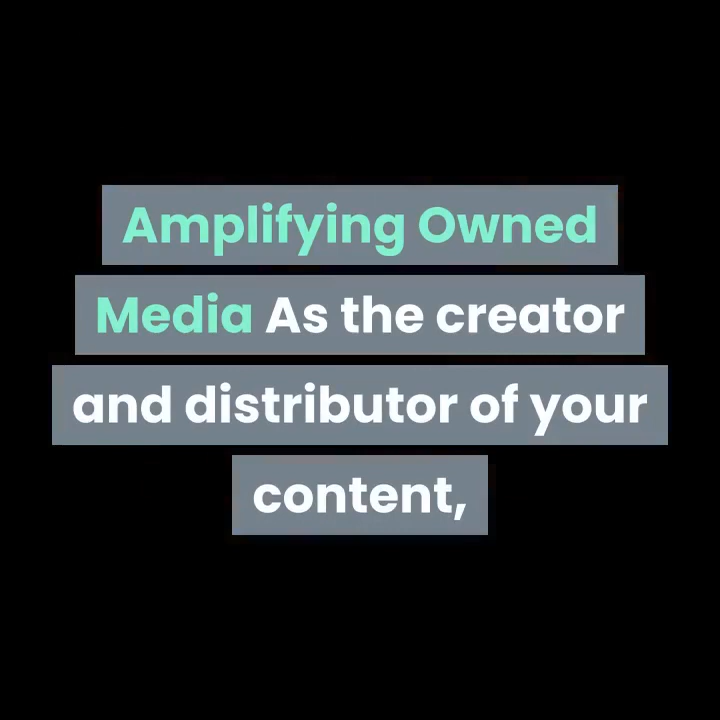 Amplifying Owned
Media As the creator
and distributor of your
content,